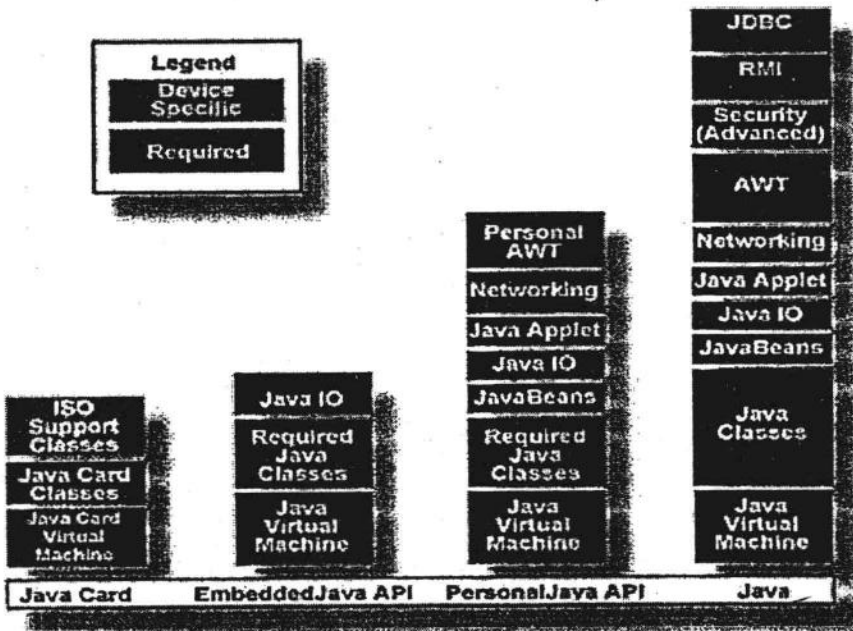 Legend
Device
Specific
Required
JDBC
RMI
Security
(Advanced)
AWT
Networking
Java Applet
Java IO
JavaBeans
Java
Classes
Java
Virtual
Machine
Personal
AWT
Networking
Java Applet
Java IO
JavaBeans
Required
Java
Classes
Java
Virtual
Machine
Java IO
Required
Java
Classes
Java
Virtual
Machine
ISO
Support
Classes
Java Card
Classes
Java Card
Virtual
Machine
Java Card
EmbeddedJava API
PersonalJava API
Java